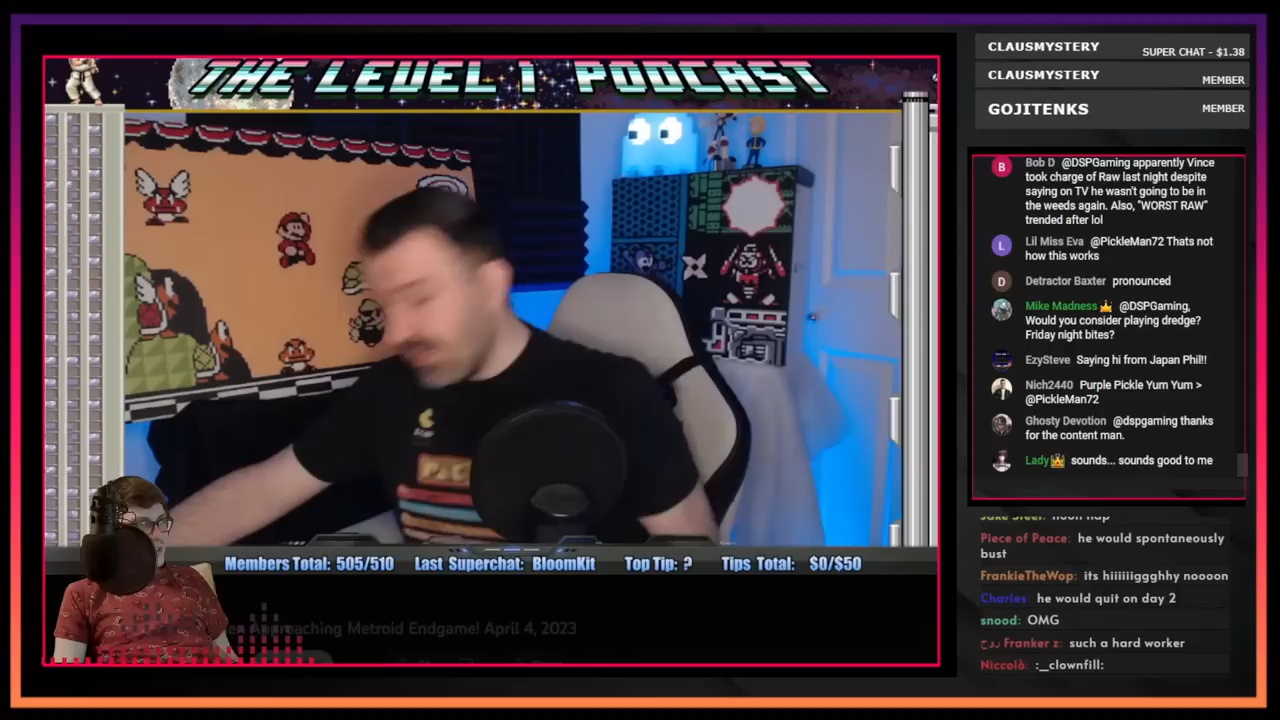 THE LEVEL 1 PODCAST
PAC
Members Total: 505/510
Last Superchat: BloomKit
Top Tip: ?
Tips Total: $0/$50
Approaching Metroid Endgame! April 4, 2023
CLAUSMYSTERY
SUPER CHAT - $1.38
CLAUSMYSTERY
MEMBER
GOJITENKS
MEMBER
B
Bob D @DSPGaming apparently Vince
took charge of Raw last night despite
saying on TV he wasn't going to be in
the weeds again. Also, "WORST RAW"
trended after lol
L
Lil Miss Eva @PickleMan72 Thats not
how this works
D
Detractor Baxter pronounced
Mike Madness @DSPGaming,
Would you consider playing dredge?
Friday night bites?
EzySteve Saying hi from Japan Phil!!
Nich2440 Purple Pickle Yum Yum >
@PickleMan72
Ghosty Devotion @dspgaming thanks
for the content man.
Lady sounds... sounds good to me
Jake Steel: noon nap
Piece of Peace: he would spontaneously
bust
FrankieTheWop: its hiiiiiiggghhy noooon
Charles he would quit on day 2
snood: OMG
Franker z: such a hard worker
Niccolò: :_clownfill: